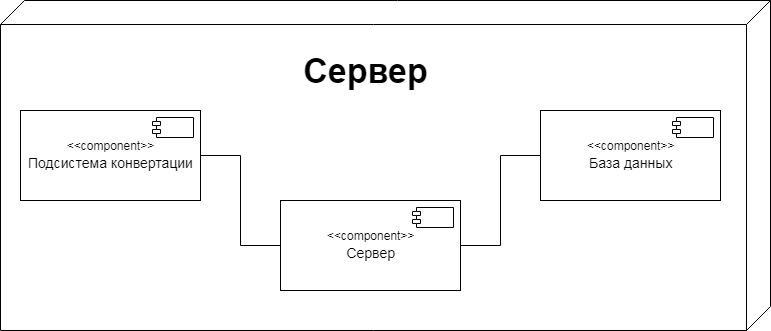 Сервер
<<component>>
Подсистема конвертации
<<component>>
База данных
<<component>>
Сервер